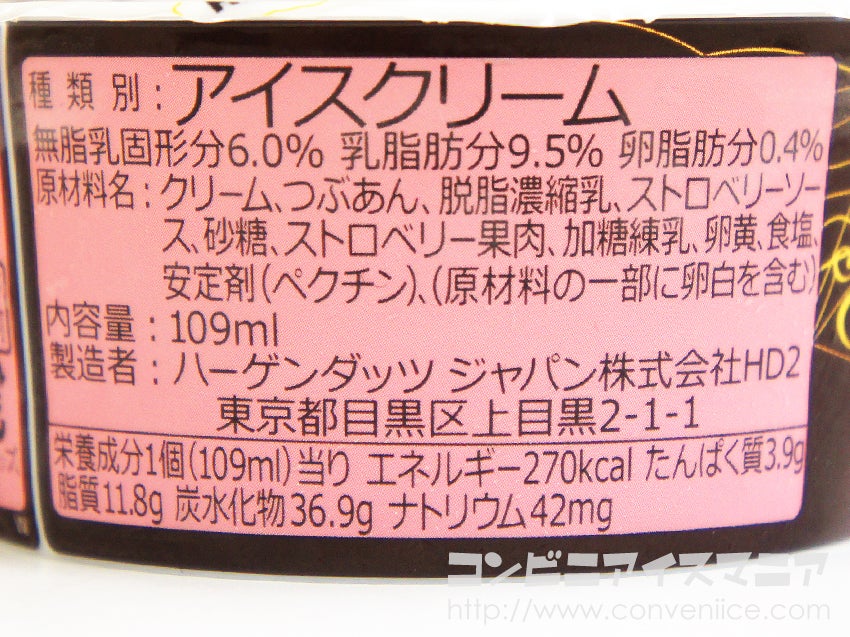 種類別：アイスクリーム
無脂乳固形分6.0% 乳脂肪分9.5% 卵脂肪分0.4%
原材料名：クリーム、つぶあん、脱脂濃縮乳、ストロベリーソー
ス、砂糖、ストロベリー果肉、加糖練乳、卵黄、食塩、
安定剤（ペクチン）、（原材料の一部に卵白を含む）
内容量：109ml
製造者：ハーゲンダッツ ジャパン株式会社HD2
東京都目黒区上目黒2-1-1
栄養成分1個（109ml）当り エネルギー270kcal たんぱく質3.9g
脂質11.8g 炭水化物36.9g ナトリウム42mg
コンビニアイスマニア
http://www.conveniice.com